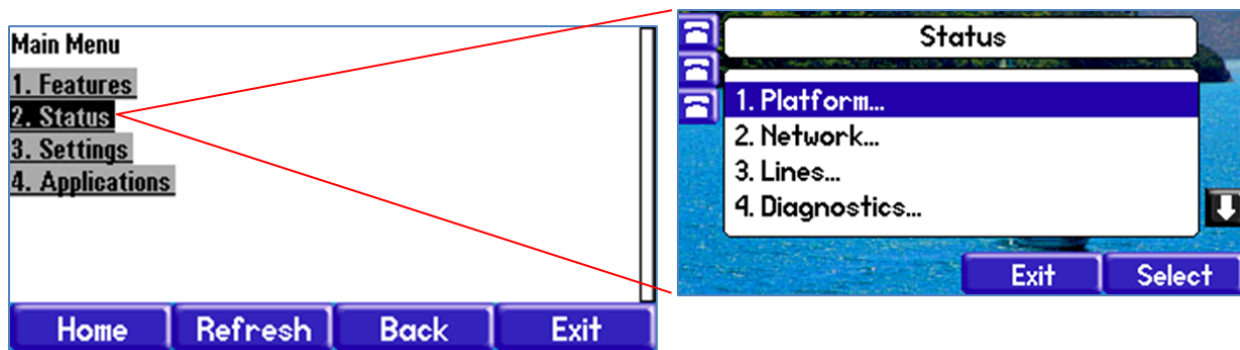 Main Menu
1. Features
2. Status
3. Settings
4. Applications
Home Refresh Back Exit
Status
1. Platform...
2. Network...
3. Lines...
4. Diagnostics...
Exit Select